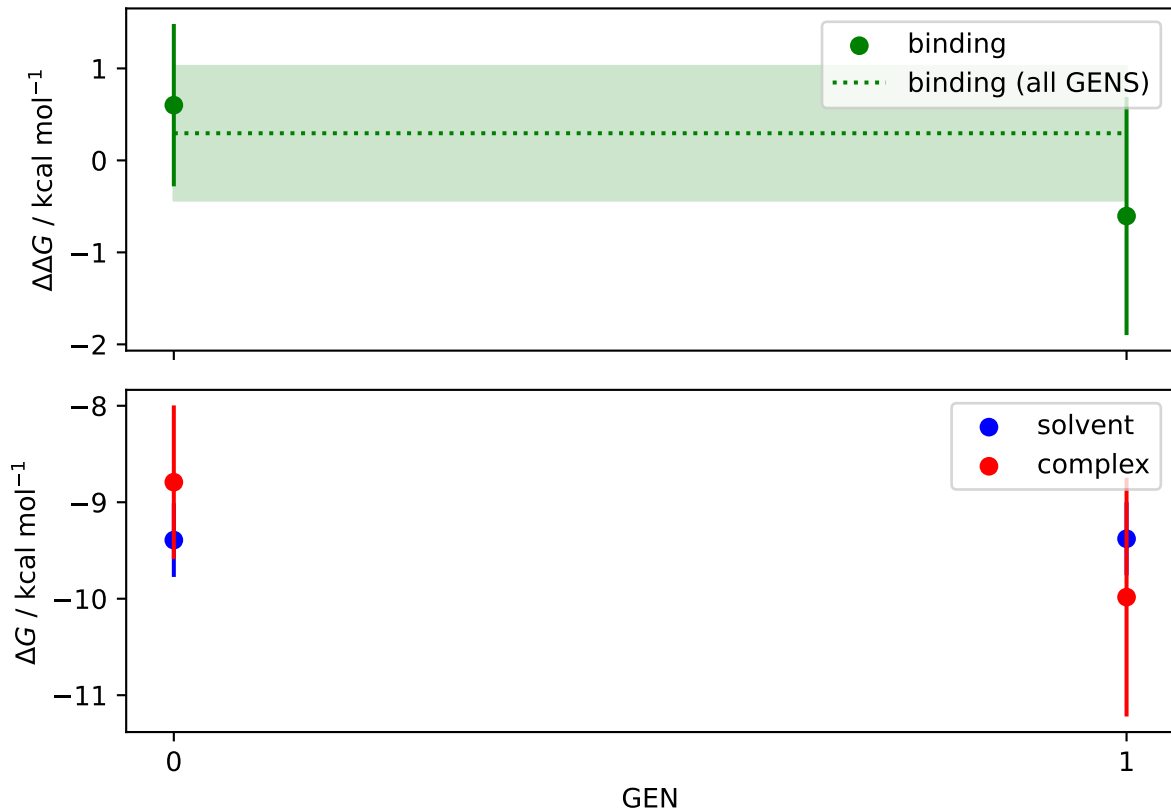 binding
binding (all GENS)
1
0
−1
−2
ΔΔG / kcal mol⁻¹
solvent
complex
−8
−9
−10
−11
ΔG / kcal mol⁻¹
0
1
GEN